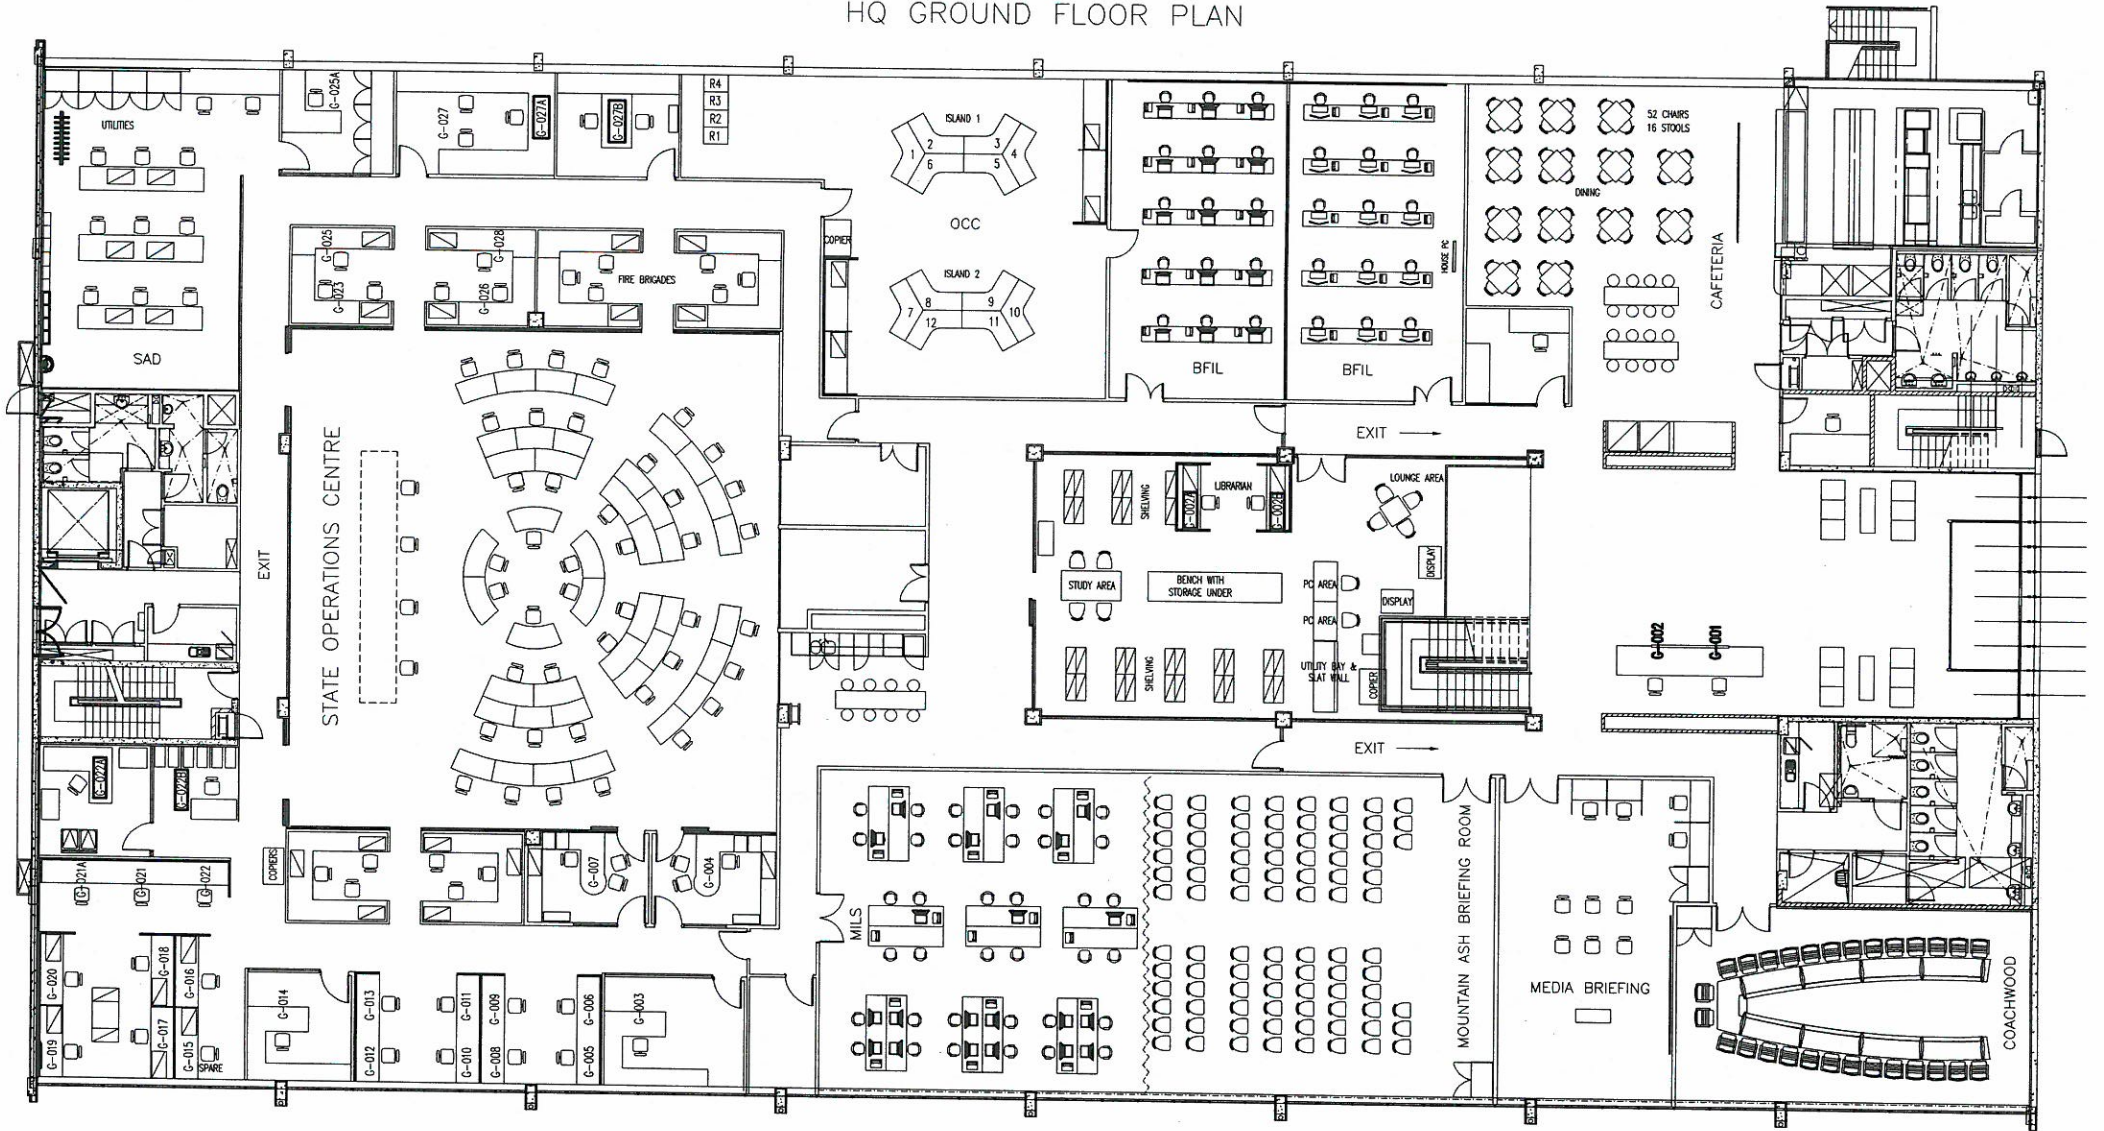 HQ GROUND FLOOR PLAN
UTILITIES
G-025A
G-027
G-027A
G-027B
R4
R3
R2
R1
ISLAND 1
1
2
3
4
5
6
OCC
COPIER
ISLAND 2
7
8
9
10
11
12
52 CHAIRS
16 STOOLS
DINING
CAFETERIA
HOUSE PC
BFIL
BFIL
SAD
G-025
G-023
G-028
G-026
FIRE BRIGADES
STATE OPERATIONS CENTRE
EXIT
EXIT
SHELVING
G-002A
LIBRARIAN
G-002B
LOUNGE AREA
DISPLAY
STUDY AREA
BENCH WITH
STORAGE UNDER
PC AREA
DISPLAY
PC AREA
SHELVING
UTILITY BAY &
SLAT WALL
COPIER
G-002
G-001
EXIT
G-022A
G-022B
G-021A
G-021
G-022
COPIERS
G-007
G-004
MILS
MOUNTAIN ASH BRIEFING ROOM
MEDIA BRIEFING
COACHWOOD
G-020
G-019
G-018
G-017
G-016
G-015
SPARE
G-014
G-013
G-012
G-011
G-010
G-009
G-008
G-006
G-005
G-003